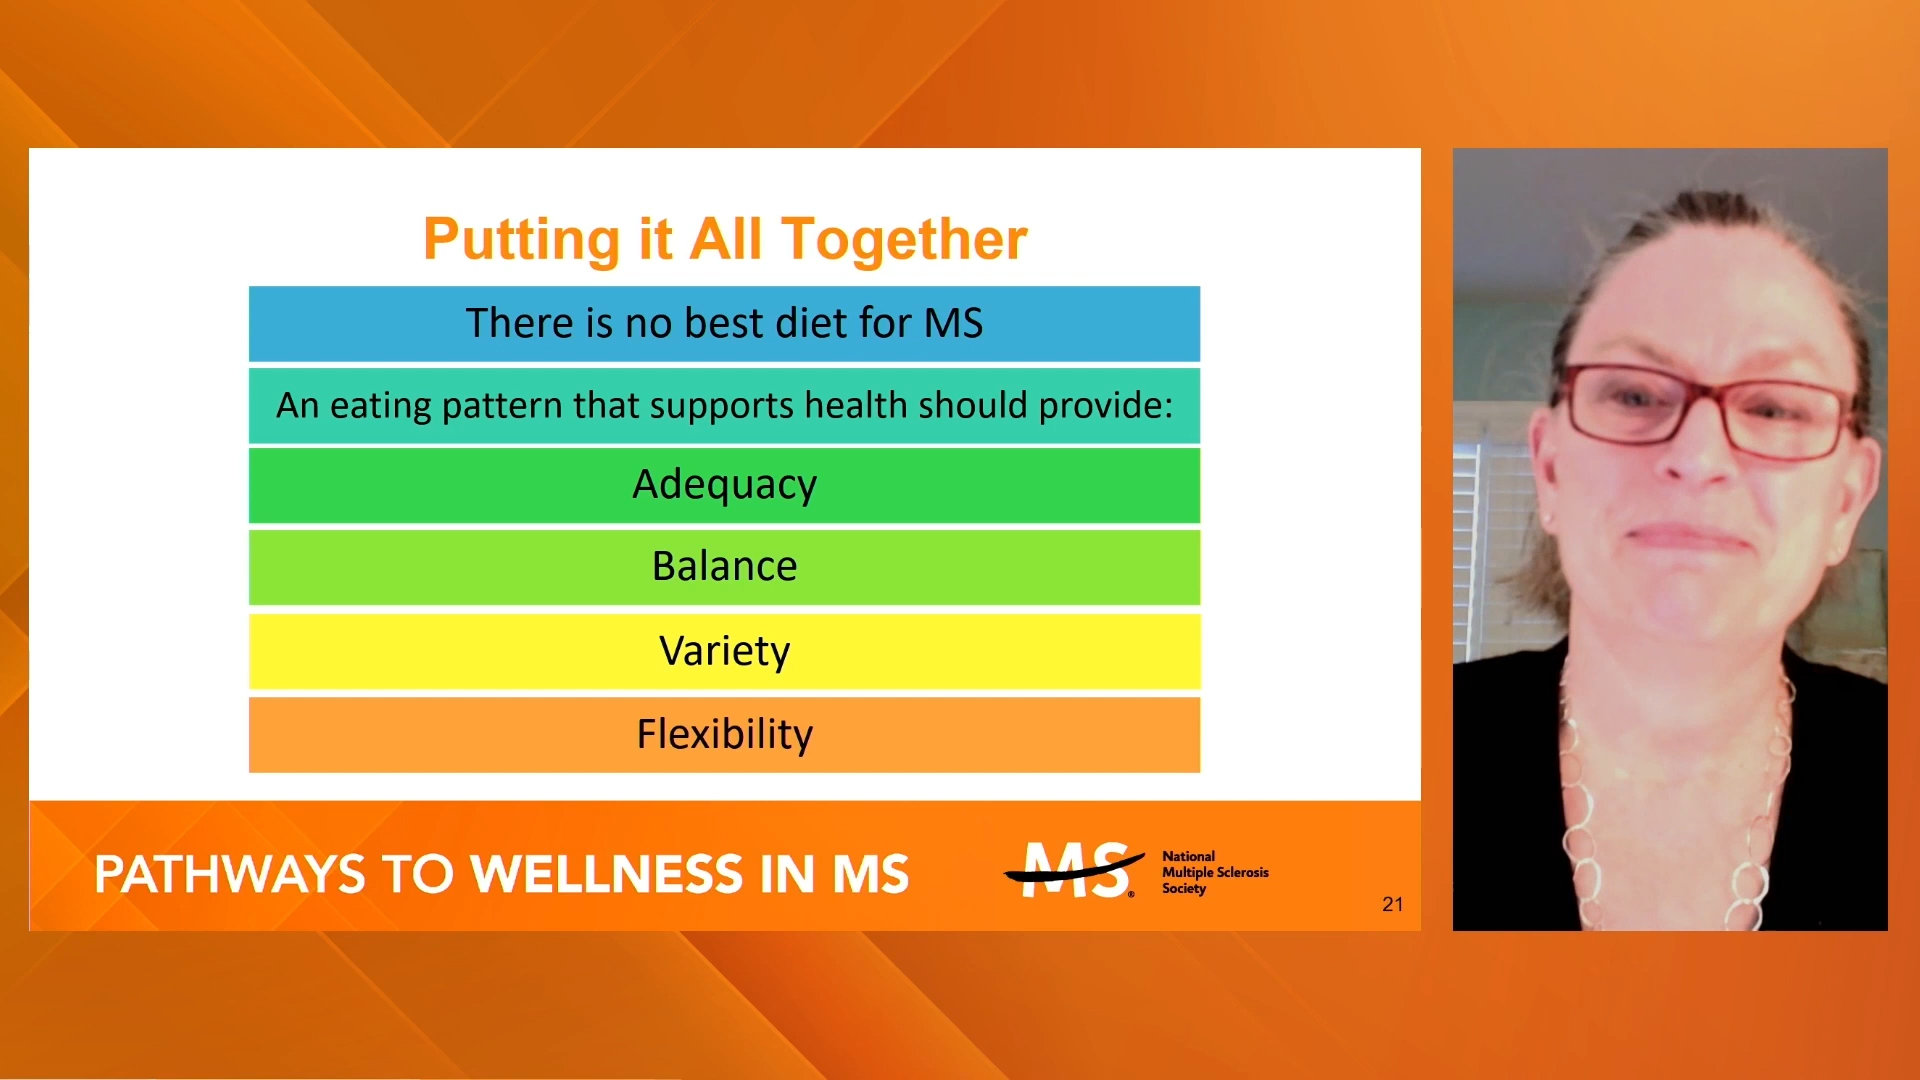 Putting it All Together
There is no best diet for MS
An eating pattern that supports health should provide:
Adequacy
Balance
Variety
Flexibility
PATHWAYS TO WELLNESS IN MS
MS®
National
Multiple Sclerosis
Society
21